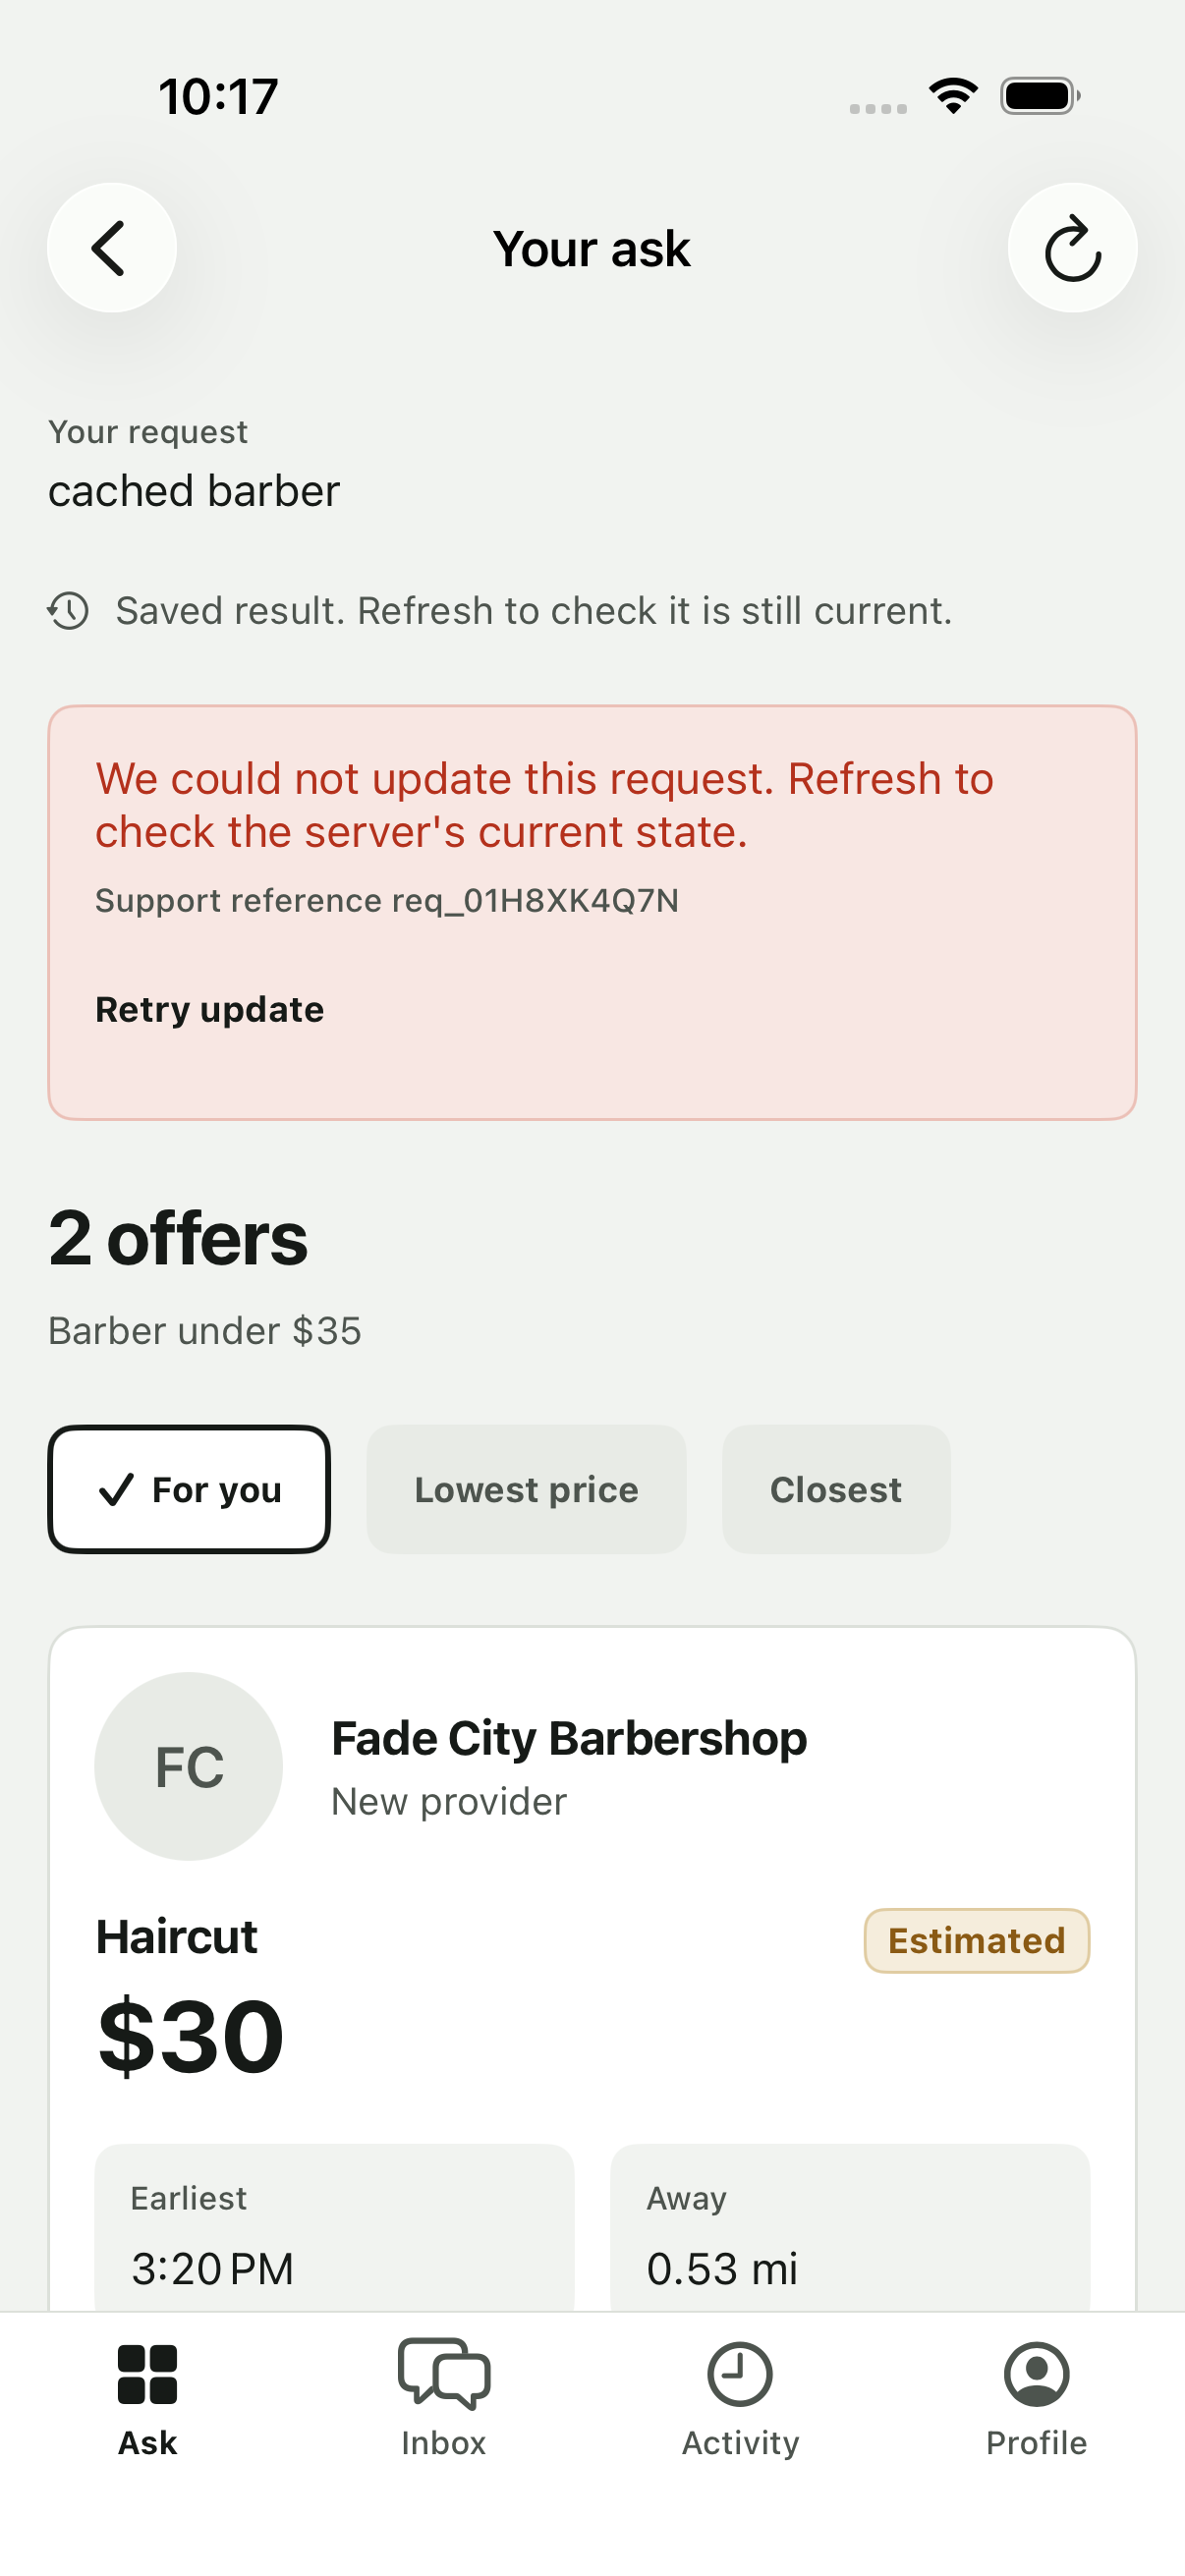 10:17
Your ask
Your request
cached barber
Saved result. Refresh to check it is still current.
We could not update this request. Refresh to
check the server's current state.
Support reference req_01H8XK4Q7N
Retry update
2 offers
Barber under $35
For you
Lowest price
Closest
FC
Fade City Barbershop
New provider
Haircut
Estimated
$30
Earliest
Away
3:20 PM
0.53 mi
Ask
Inbox
Activity
Profile